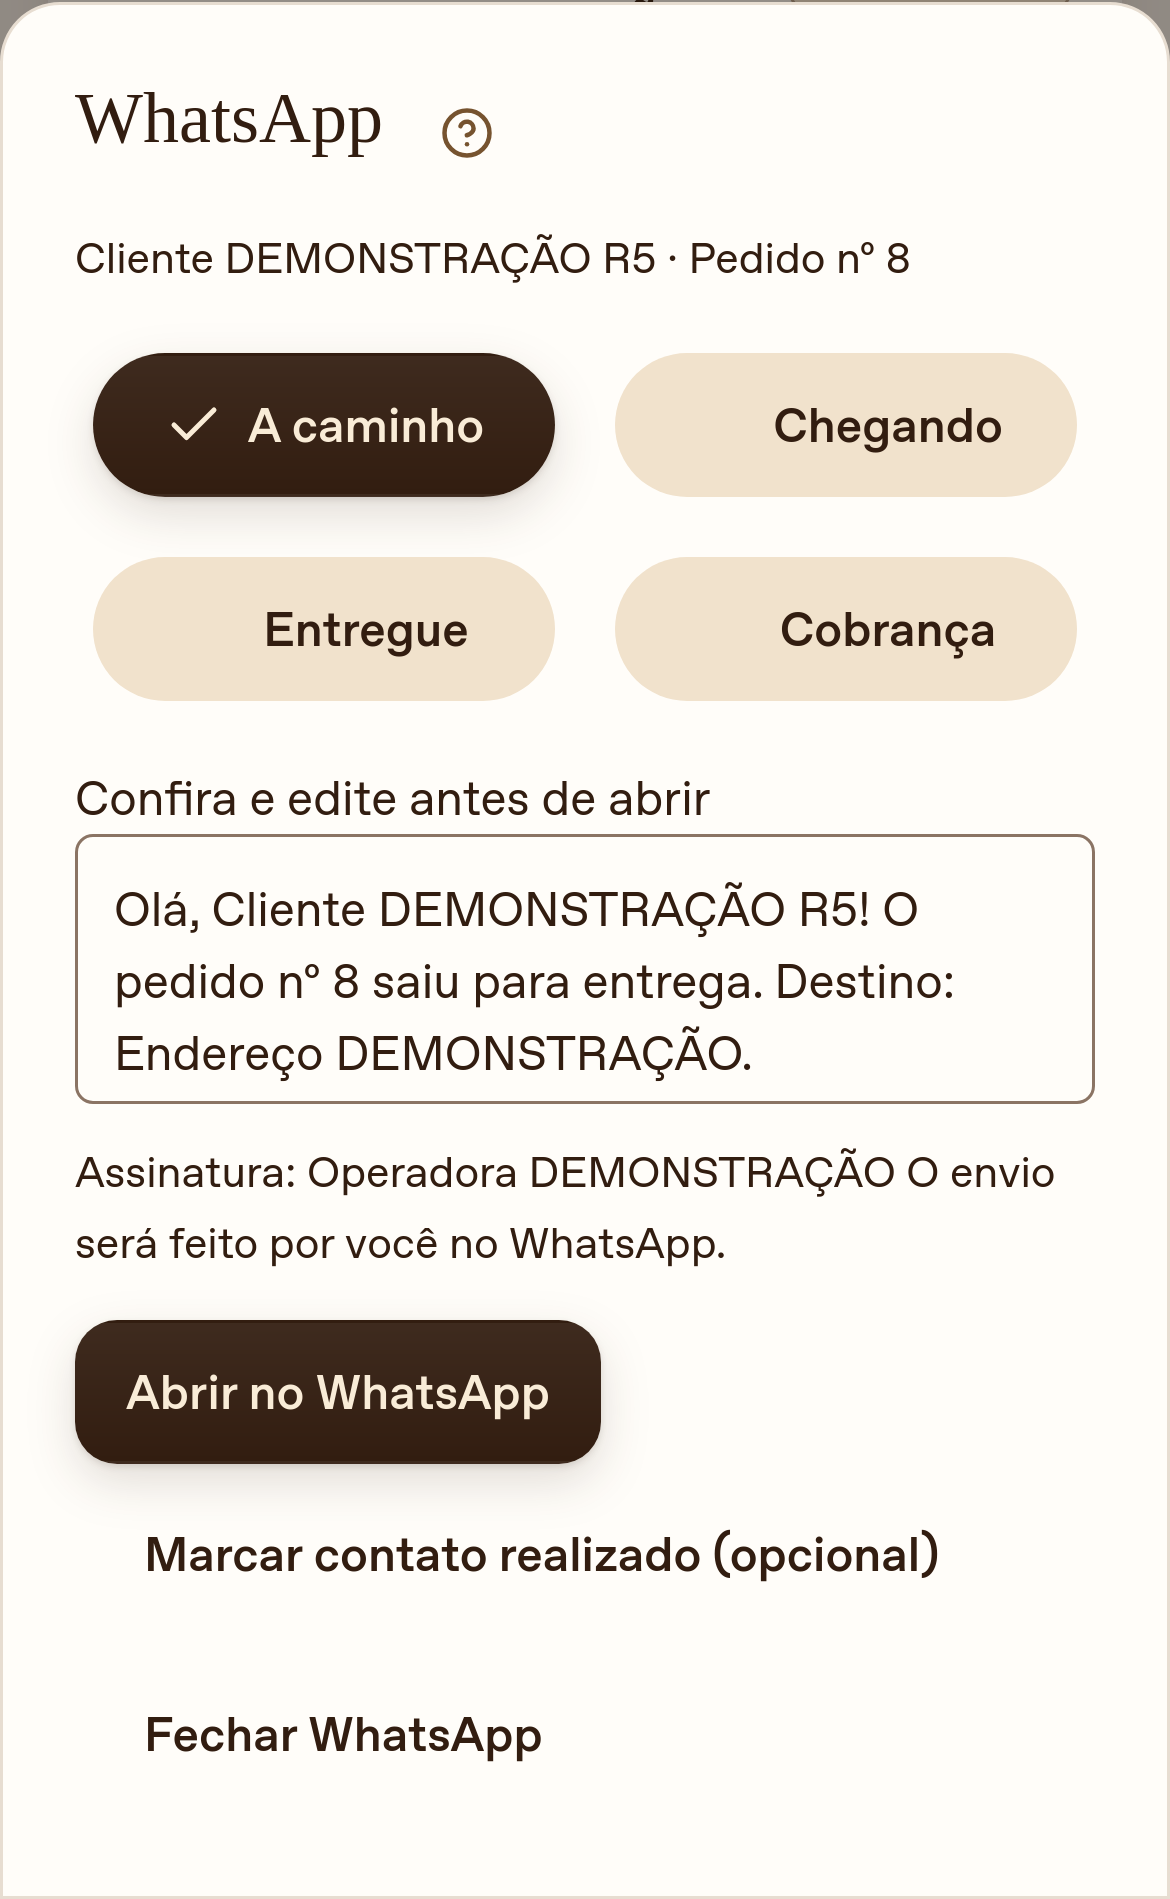 WhatsApp
Cliente DEMONSTRAÇÃO R5 · Pedido nº 8
A caminho
Chegando
Entregue
Cobrança
Confira e edite antes de abrir
Olá, Cliente DEMONSTRAÇÃO R5! O
pedido nº 8 saiu para entrega. Destino:
Endereço DEMONSTRAÇÃO.
Assinatura: Operadora DEMONSTRAÇÃO O envio
será feito por você no WhatsApp.
Abrir no WhatsApp
Marcar contato realizado (opcional)
Fechar WhatsApp